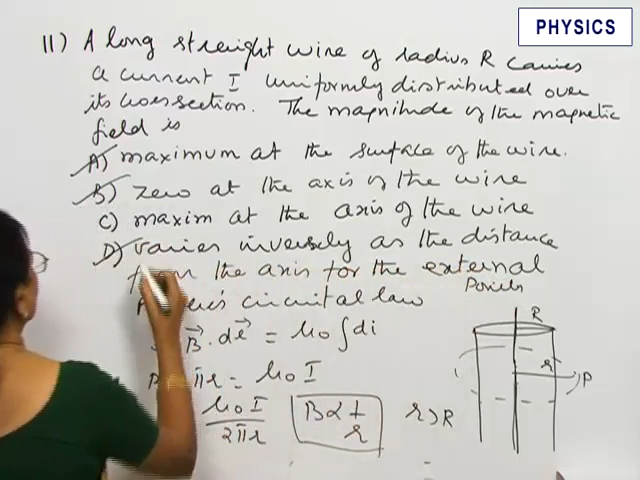 PHYSICS
11) A long straight wire of radius R carries
a current I uniformly distributed over
its cross section. The magnitude of the magnetic
field is
A) maximum at the surface of the wire.
B) zero at the axis of the wire
C) maxim at the axis of the wire
D) varies inversely as the distance
from the axis for the external
Points
circuital law
B⃗ . dl⃗ = μ0 ∫di
πr = μ0 I
μ0 I / 2πr
B α 1/r
r > R
R
r
P